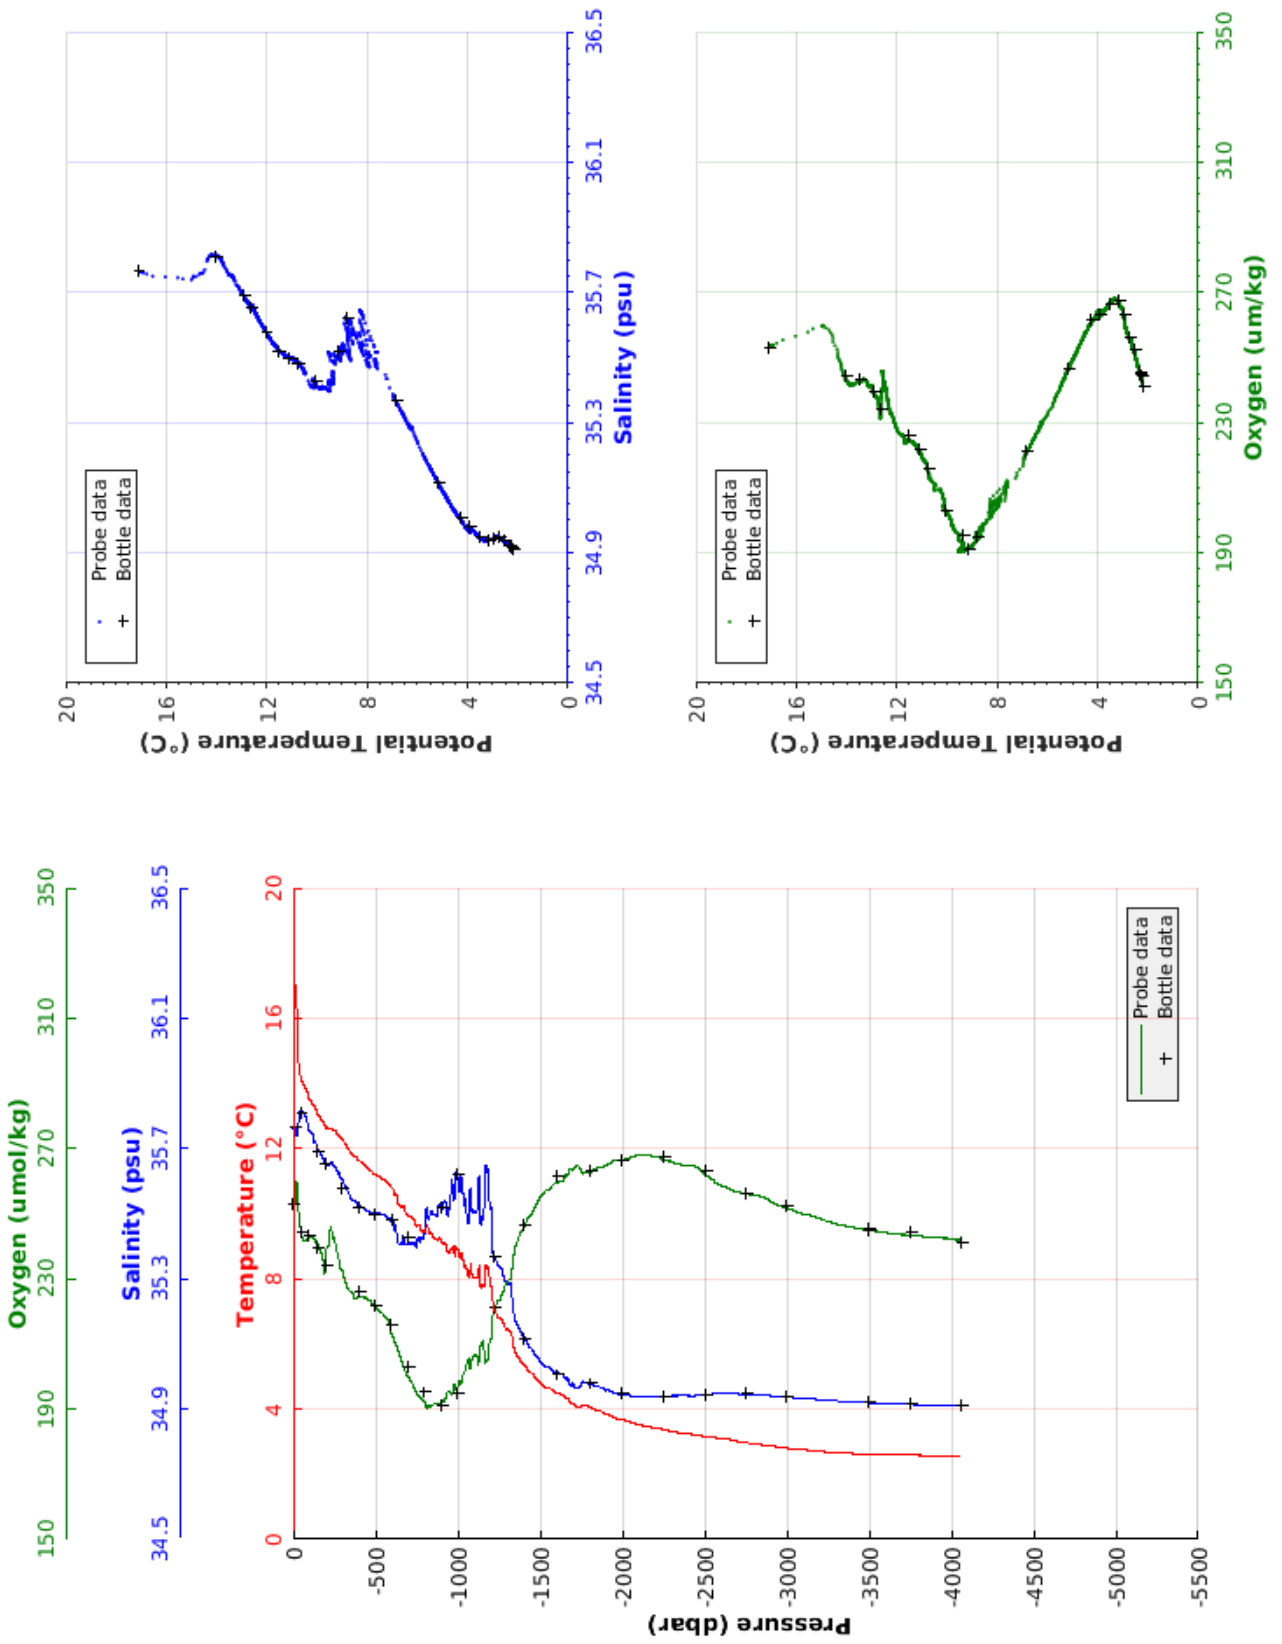 Oxygen (umol/kg)
150 190 230 270 310 350
Salinity (psu)
34.5 34.9 35.3 35.7 36.1 36.5
Temperature (°C)
0 4 8 12 16 20
Pressure (dbar)
0
-500
-1000
-1500
-2000
-2500
-3000
-3500
-4000
-4500
-5000
-5500
Probe data
Bottle data
Potential Temperature (°C)
20
16
12
8
4
0
Probe data
Bottle data
34.5 34.9 35.3 35.7 36.1 36.5
Salinity (psu)
Potential Temperature (°C)
20
16
12
8
4
0
Probe data
Bottle data
150 190 230 270 310 350
Oxygen (um/kg)